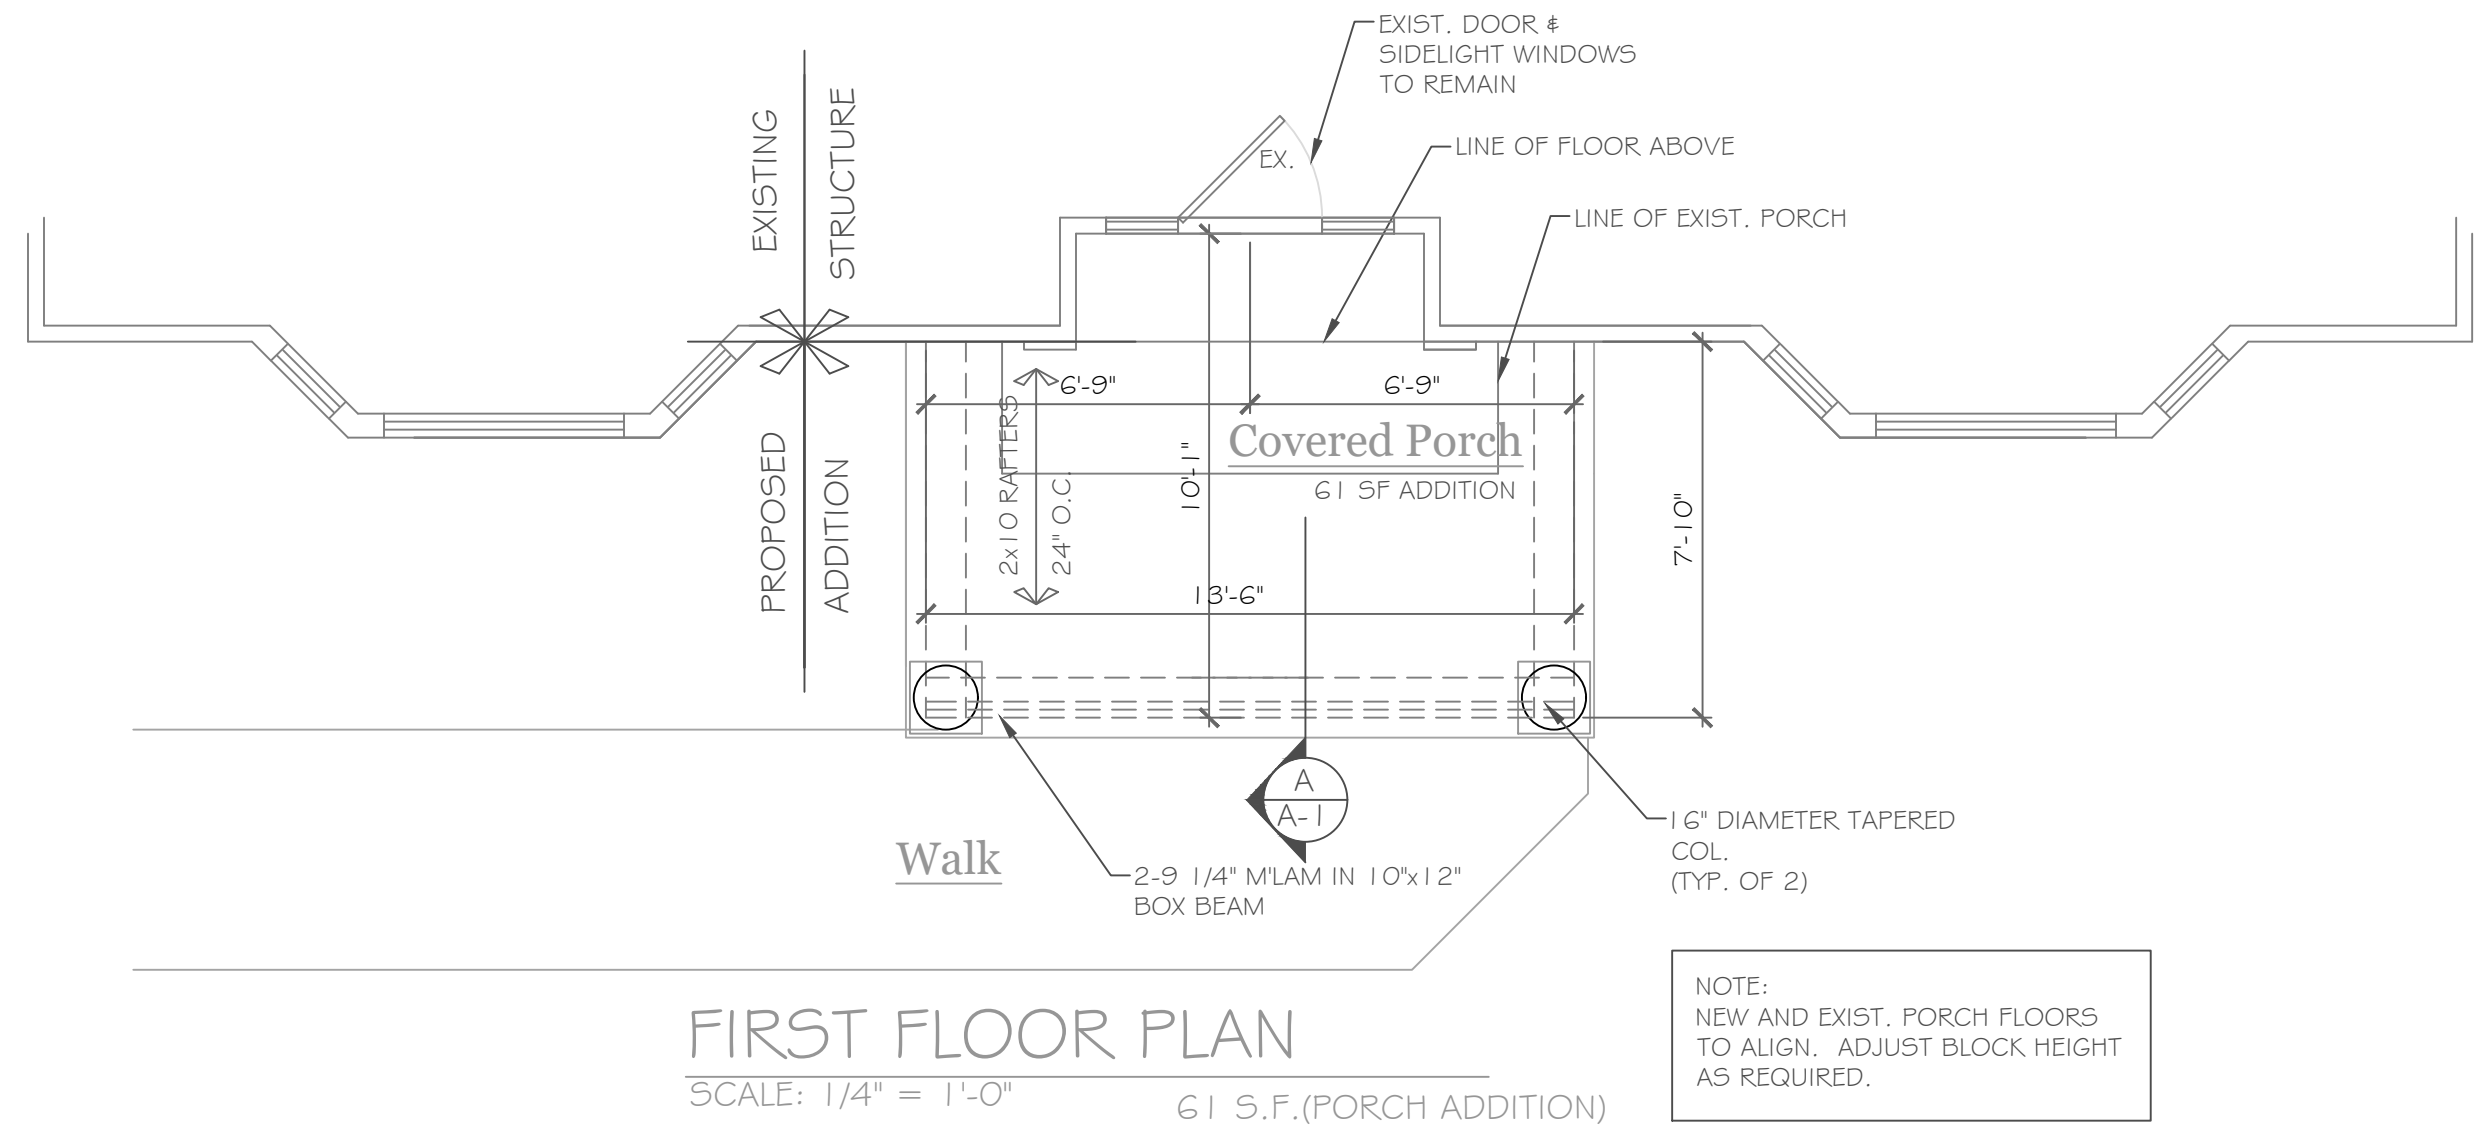 EXIST. DOOR &
SIDELIGHT WINDOWS
TO REMAIN
EXISTING
STRUCTURE
EX.
LINE OF FLOOR ABOVE
LINE OF EXIST. PORCH
6'-9"
6'-9"
2x10 RAFTERS
24" O.C.
Covered Porch
61 SF ADDITION
10'-1"
7'-10"
PROPOSED
ADDITION
13'-6"
A
A-1
16" DIAMETER TAPERED
COL.
(TYP. OF 2)
Walk
2-9 1/4" M'LAM IN 10"x12"
BOX BEAM
NOTE:
NEW AND EXIST. PORCH FLOORS
TO ALIGN. ADJUST BLOCK HEIGHT
AS REQUIRED.
FIRST FLOOR PLAN
SCALE: 1/4" = 1'-0"
61 S.F.(PORCH ADDITION)